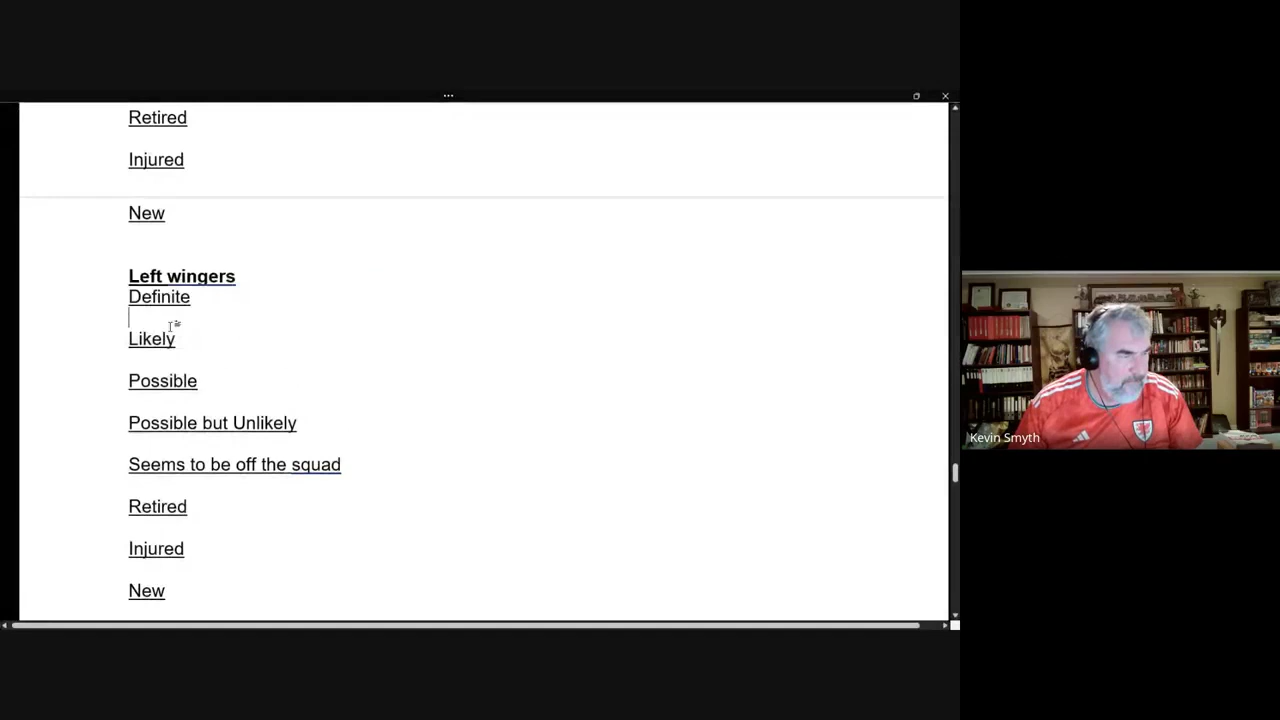 Retired
Injured
New
Left wingers
Definite
Likely
Possible
Possible but Unlikely
Seems to be off the squad
Retired
Injured
New
Kevin Smyth